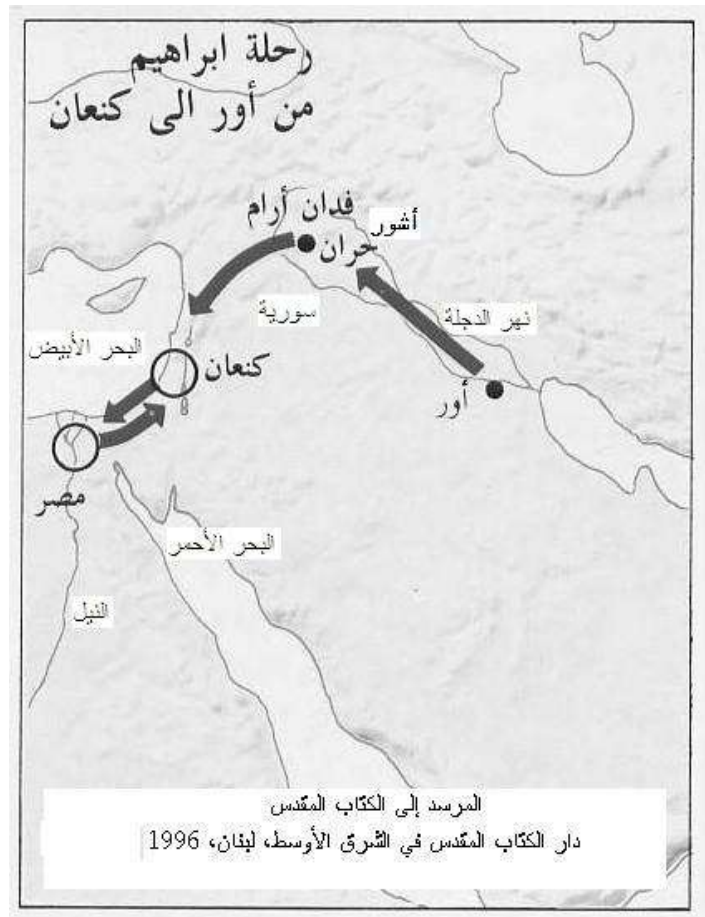 رحلة ابراهيم
من أور الى كنعان
فدان أرام
أشور
حران
سورية
نهر الدجلة
البحر الأبيض
كنعان
أور
مصر
البحر الأحمر
النيل
المرسد إلى الكتاب المقدس
دار الكتاب المقدس في الشرق الأوسط، لبنان، 1996